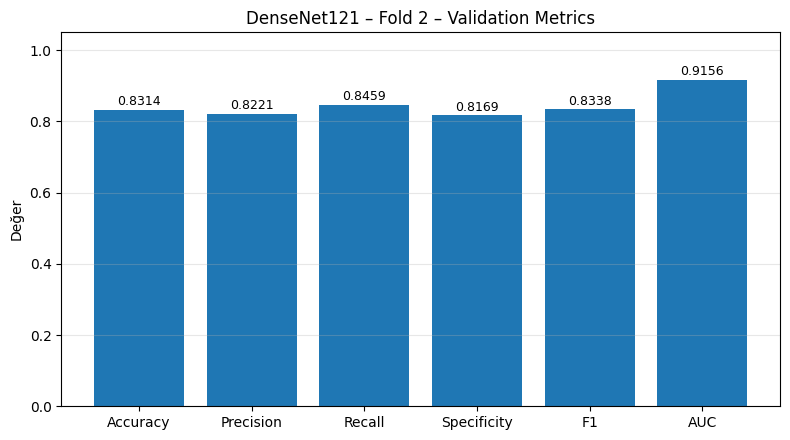 DenseNet121 – Fold 2 – Validation Metrics
Değer
1.0
0.8
0.6
0.4
0.2
0.0
0.8314
0.8221
0.8459
0.8169
0.8338
0.9156
Accuracy
Precision
Recall
Specificity
F1
AUC